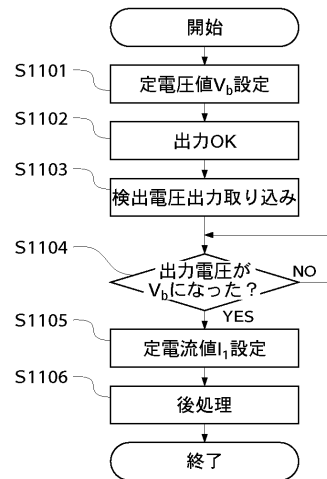 開始
S1101
定電圧値Vb設定
S1102
出力OK
S1103
検出電圧出力取り込み
S1104
出力電圧が
Vbになった？
NO
YES
S1105
定電流値I1設定
S1106
後処理
終了